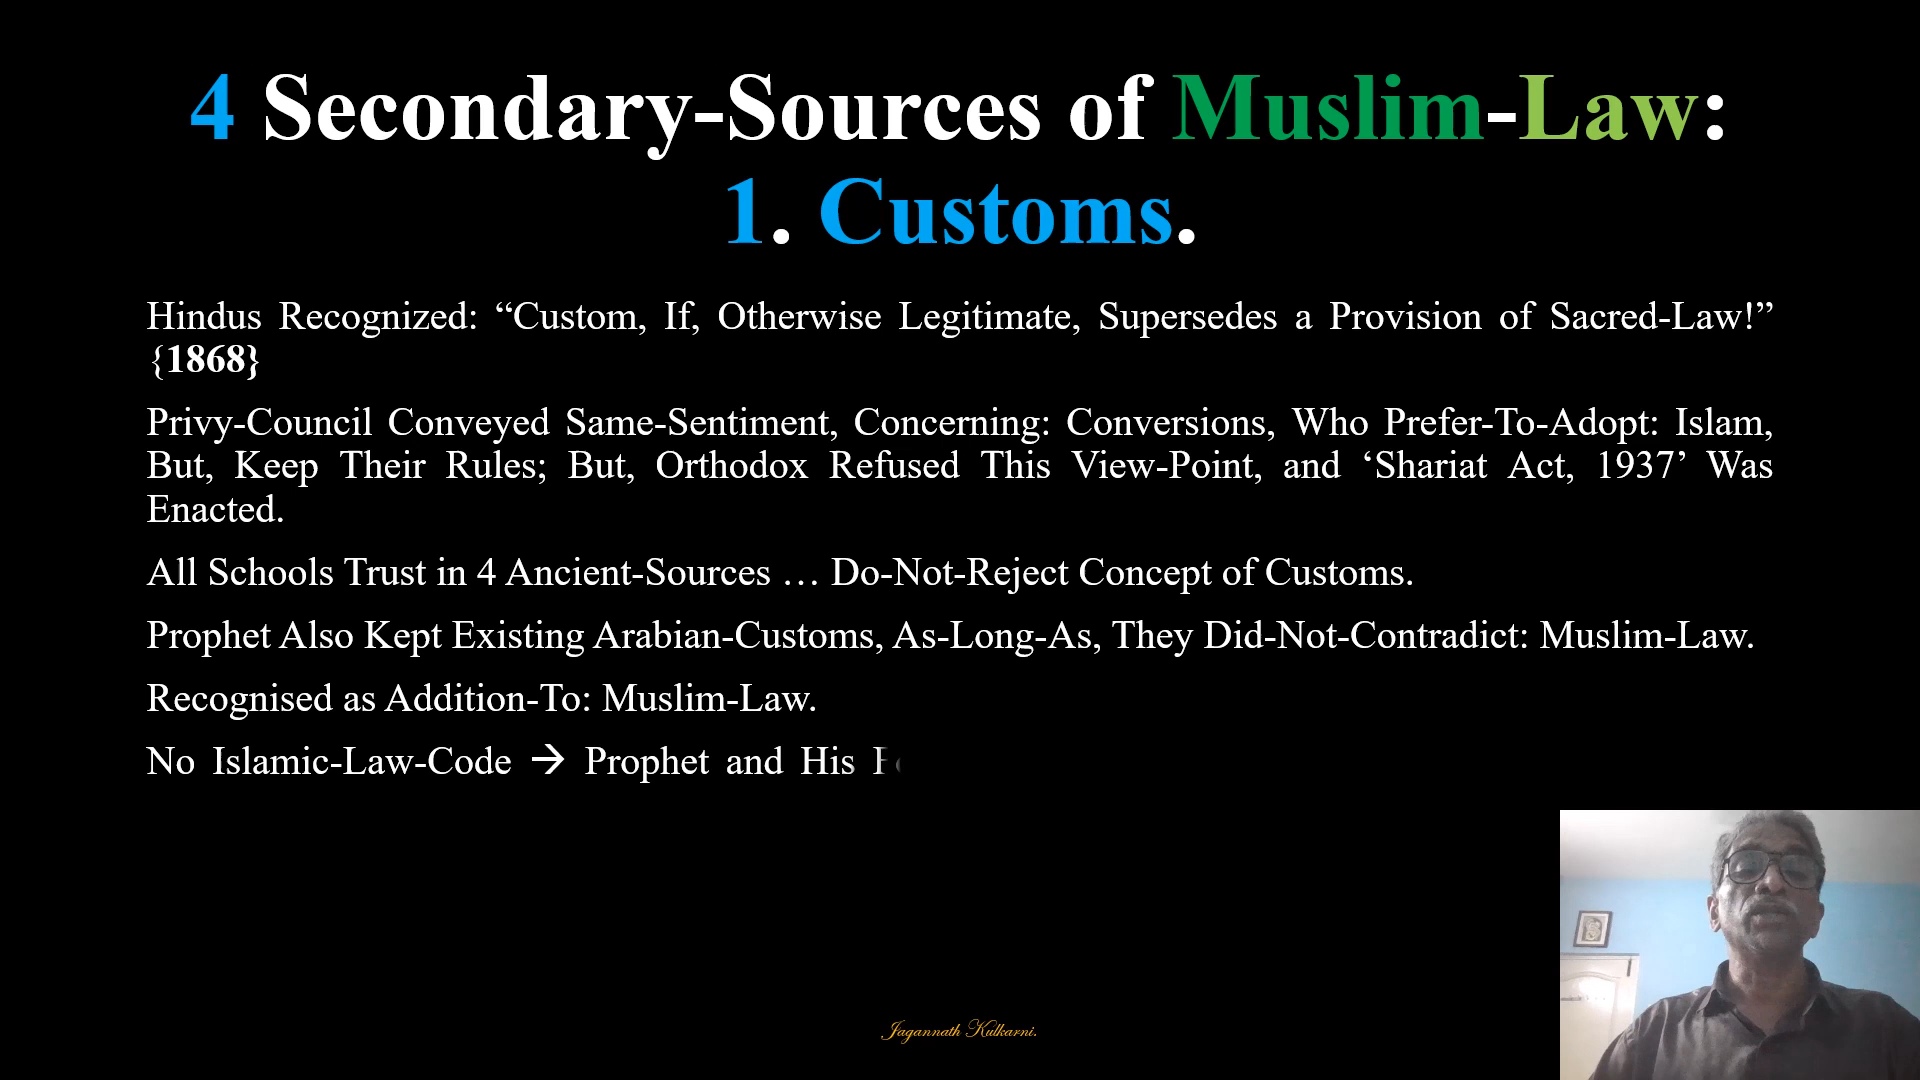 4 Secondary-Sources of Muslim-Law:
1. Customs.
Hindus Recognized: “Custom, If, Otherwise Legitimate, Supersedes a Provision of Sacred-Law!”
{1868}
Privy-Council Conveyed Same-Sentiment, Concerning: Conversions, Who Prefer-To-Adopt: Islam,
But, Keep Their Rules; But, Orthodox Refused This View-Point, and ‘Shariat Act, 1937’ Was
Enacted.
All Schools Trust in 4 Ancient-Sources … Do-Not-Reject Concept of Customs.
Prophet Also Kept Existing Arabian-Customs, As-Long-As, They Did-Not-Contradict: Muslim-Law.
Recognised as Addition-To: Muslim-Law.
No Islamic-Law-Code → Prophet and His
Jagannath Kulkarni.